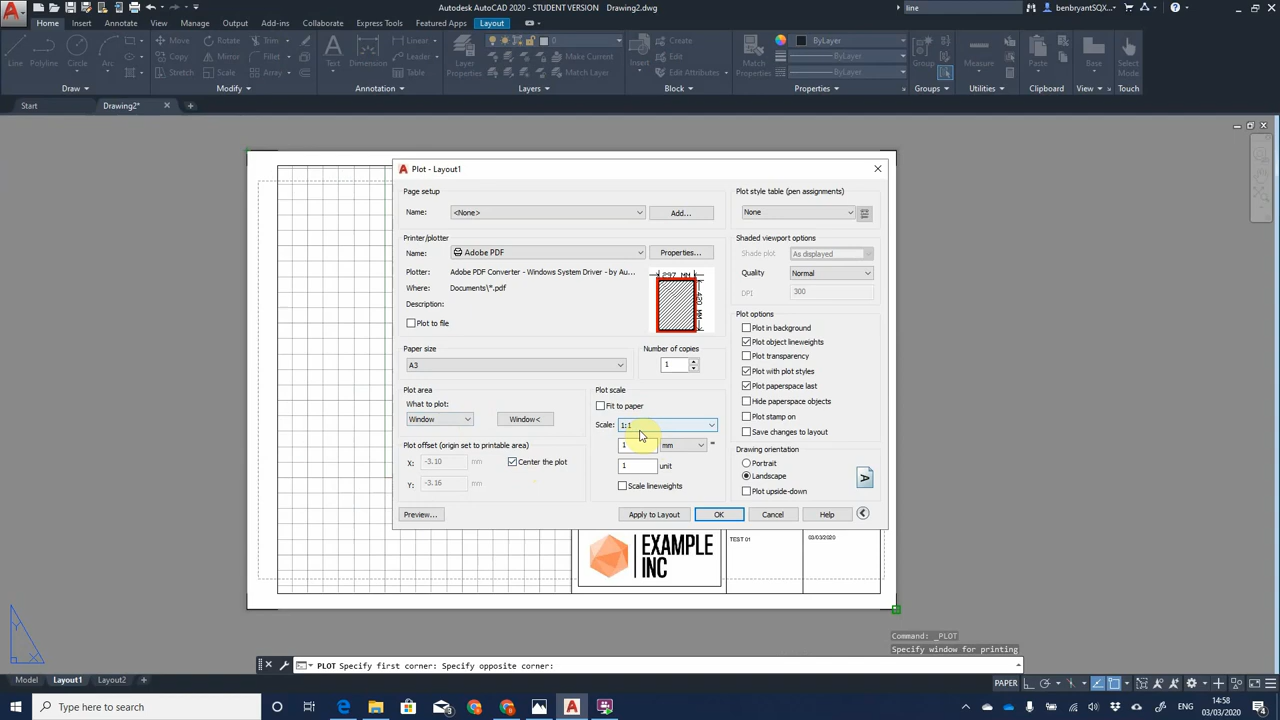 Autodesk AutoCAD 2020 - STUDENT VERSION Drawing2.dwg
line
benbryantSQX...
Home Insert Annotate Parametric View Manage Output Add-ins Collaborate Express Tools Featured Apps Layout
Line Polyline Circle Arc
Move Rotate Trim
Copy Mirror Fillet
Stretch Scale Array
Text Dimension
Linear
Leader
Table
Layer Properties
0
Make Current
Match Layer
Insert
Create
Edit
Edit Attributes
Match Properties
ByLayer
ByLayer
ByLayer
Group
Measure
Paste
Base
Select Mode
Draw Modify Annotation Layers Block Properties Groups Utilities Clipboard View Touch
Start Drawing2*
Plot - Layout1
Page setup
Name: <None> Add...
Printer/plotter
Name: Adobe PDF Properties...
Plotter: Adobe PDF Converter - Windows System Driver - by Au...
Where: Documents\*.pdf
Description:
Plot to file
297 MM
420 MM
Paper size
A3
Number of copies
1
Plot area
What to plot:
Window Window<
Plot offset (origin set to printable area)
X: -3.10 mm Center the plot
Y: -3.16 mm
Plot scale
Fit to paper
Scale: 1:1
1 mm =
1 unit
Scale lineweights
Plot style table (pen assignments)
None
Shaded viewport options
Shade plot As displayed
Quality Normal
DPI 300
Plot options
Plot in background
Plot object lineweights
Plot transparency
Plot with plot styles
Plot paperspace last
Hide paperspace objects
Plot stamp on
Save changes to layout
Drawing orientation
Portrait
Landscape
Plot upside-down
A
Preview... Apply to Layout OK Cancel Help
EXAMPLE
INC
TEST 01
03/03/2020
Y
X
Command: _PLOT
Specify window for printing
PLOT Specify first corner: Specify opposite corner:
Model Layout1 Layout2 +
PAPER
Type here to search
14:58
03/03/2020